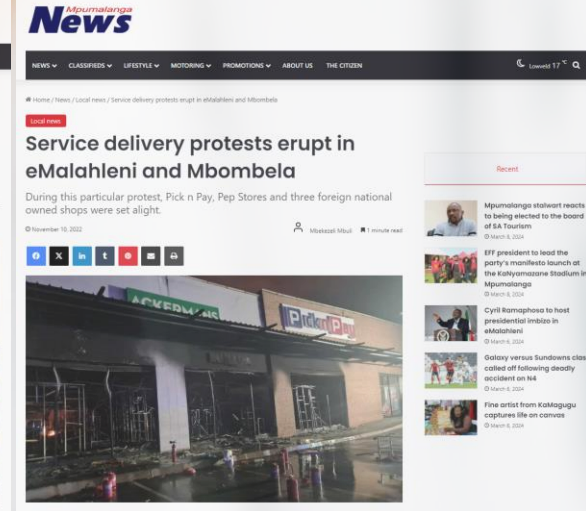 Mpumalanga
News
NEWS CLASSIFIEDS LIFESTYLE MOTORING PROMOTIONS ABOUT US THE CITIZEN
Lowveld 17 °C
Home / News / Local news / Service delivery protests erupt in eMalahleni and Mbombela
Local news
Service delivery protests erupt in
eMalahleni and Mbombela
During this particular protest, Pick n Pay, Pep Stores and three foreign national
owned shops were set alight.
November 10, 2022
Mbekezeli Mbuli 1 minute read
X in t
ACKERMANS
Pick n Pay
Recent
Mpumalanga stalwart reacts
to being elected to the board
of SA Tourism
March 8, 2024
EFF president to lead the
party's manifesto launch at
the KaNyamazane Stadium in
Mpumalanga
March 8, 2024
Cyril Ramaphosa to host
presidential imbizo in
eMalahleni
March 8, 2024
Galaxy versus Sundowns clas
called off following deadly
accident on N4
March 8, 2024
Fine artist from KaMagugu
captures life on canvas
March 8, 2024